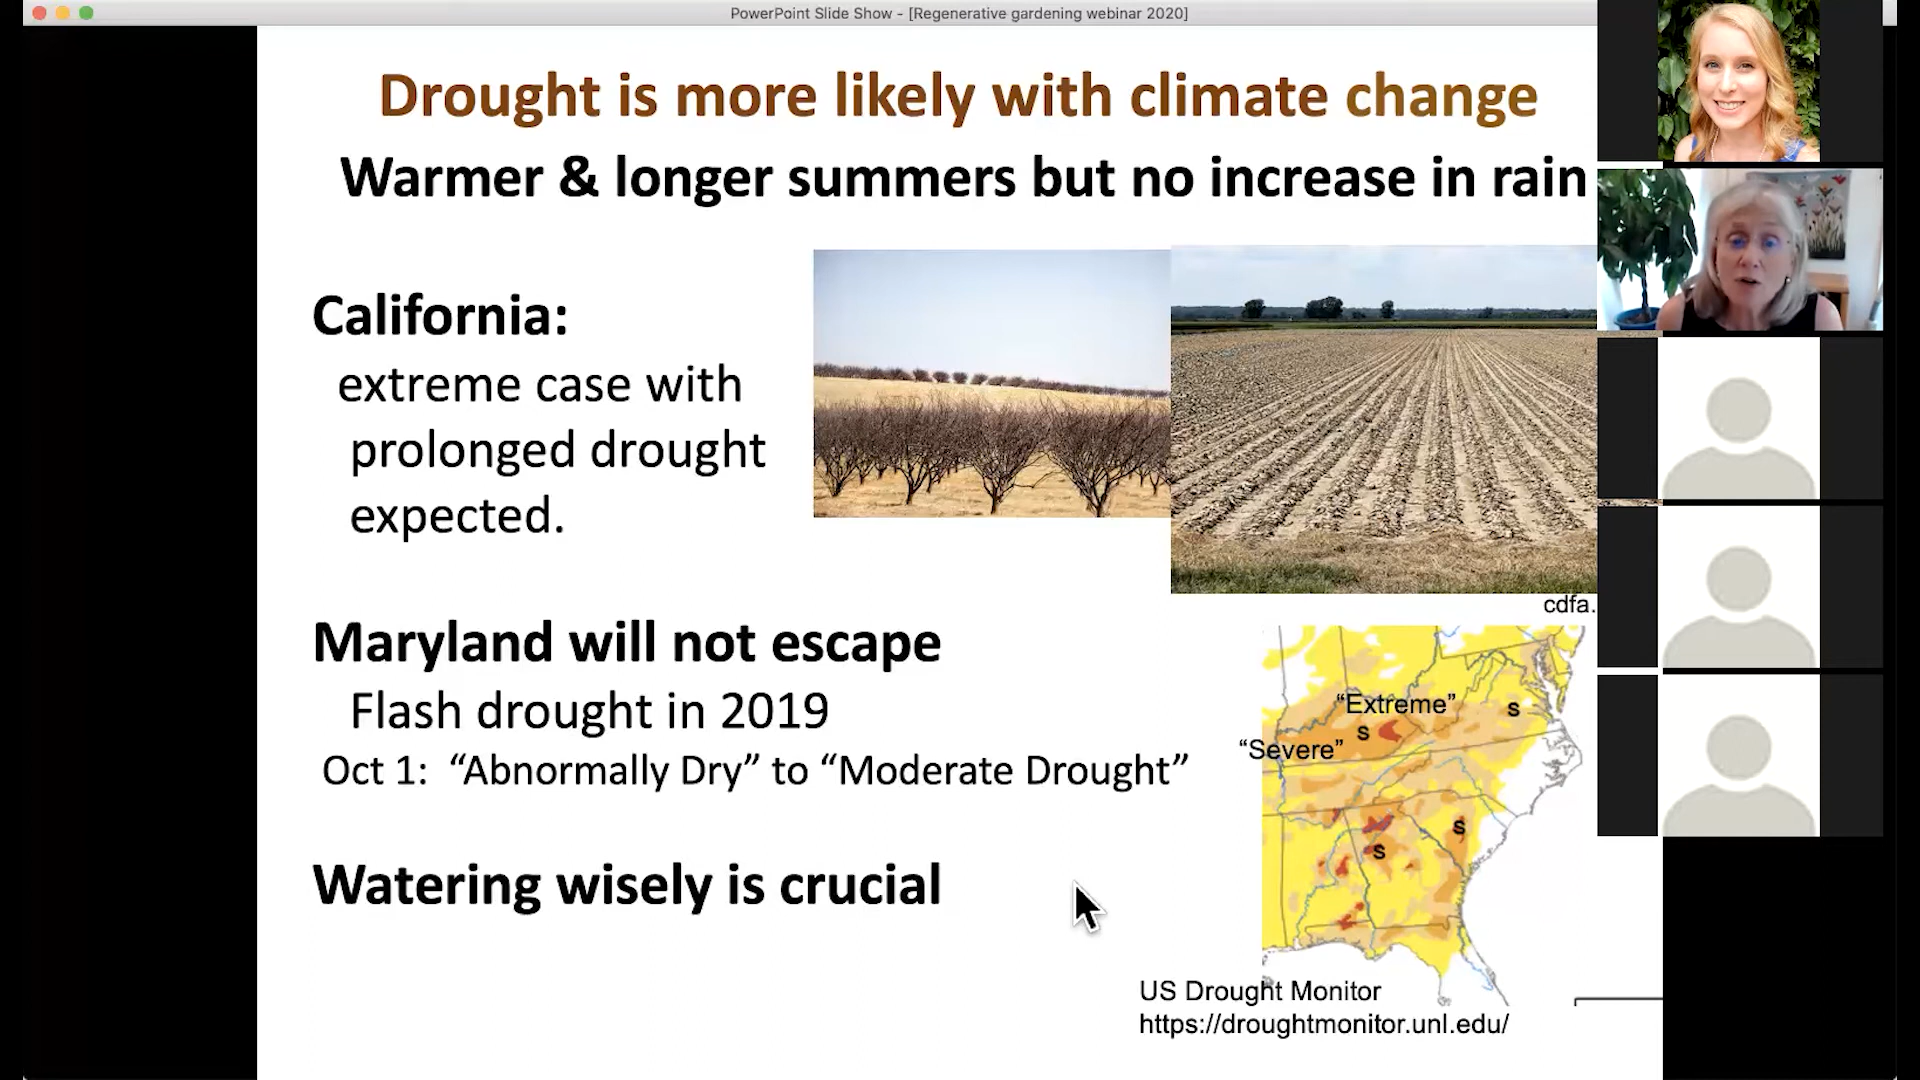 PowerPoint Slide Show - [Regenerative gardening webinar 2020]
Drought is more likely with climate change
Warmer & longer summers but no increase in rain
California:
extreme case with
prolonged drought
expected.
cdfa.
Maryland will not escape
Flash drought in 2019
Oct 1: “Abnormally Dry” to “Moderate Drought”
“Extreme”
S
S
“Severe”
S
S
Watering wisely is crucial
US Drought Monitor
https://droughtmonitor.unl.edu/